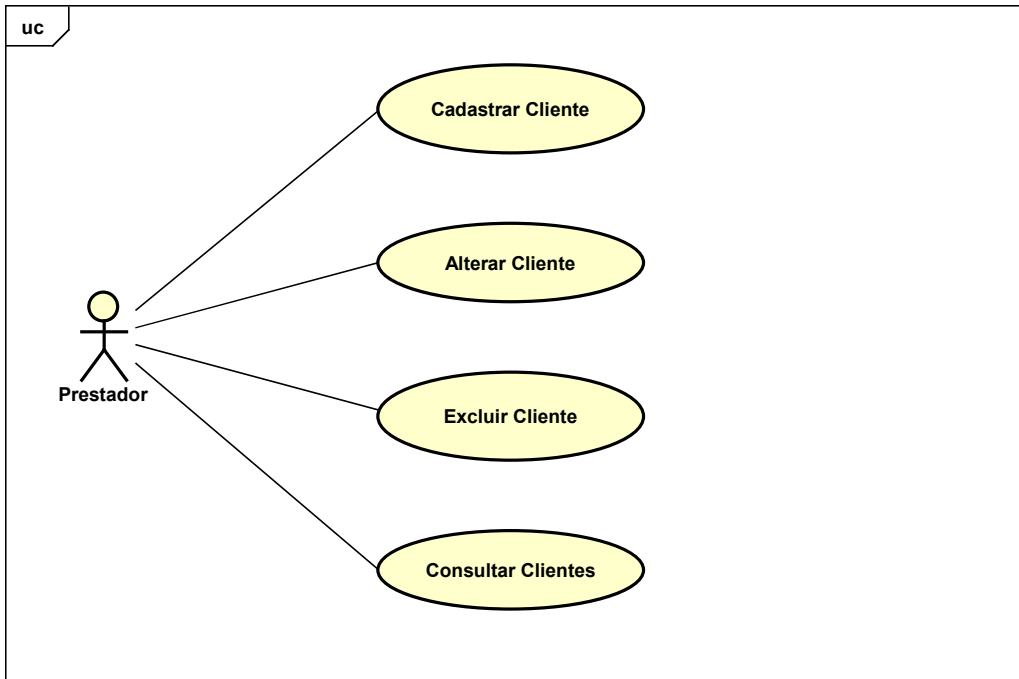 uc
Cadastrar Cliente
Alterar Cliente
Prestador
Excluir Cliente
Consultar Clientes